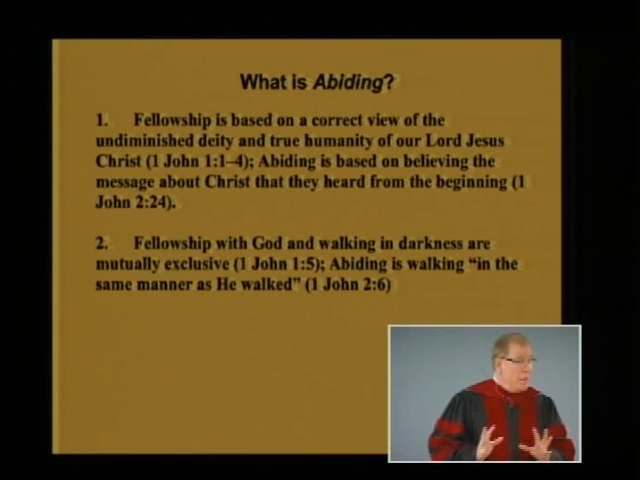 What is Abiding?
1. Fellowship is based on a correct view of the
undiminished deity and true humanity of our Lord Jesus
Christ (1 John 1:1–4); Abiding is based on believing the
message about Christ that they heard from the beginning (1
John 2:24).
2. Fellowship with God and walking in darkness are
mutually exclusive (1 John 1:5); Abiding is walking “in the
same manner as He walked” (1 John 2:6)